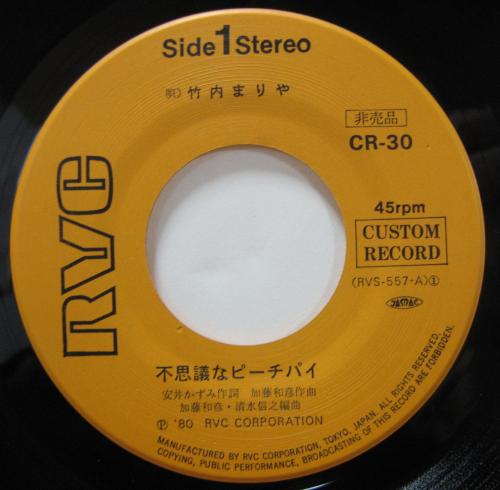 Side 1 Stereo
唄) 竹内まりや
非売品
CR-30
45rpm
CUSTOM
RECORD
(RVS-557-A)①
JASRAC
RVC
不思議なピーチパイ
安井かずみ作詞 加藤和彦作曲
加藤和彦・清水信之編曲
Ⓟ '80 RVC CORPORATION
MANUFACTURED BY RVC CORPORATION, TOKYO, JAPAN, ALL RIGHTS RESERVED.
COPYING, PUBLIC PERFORMANCE, BROADCASTING OF THIS RECORD ARE FORBIDDEN.